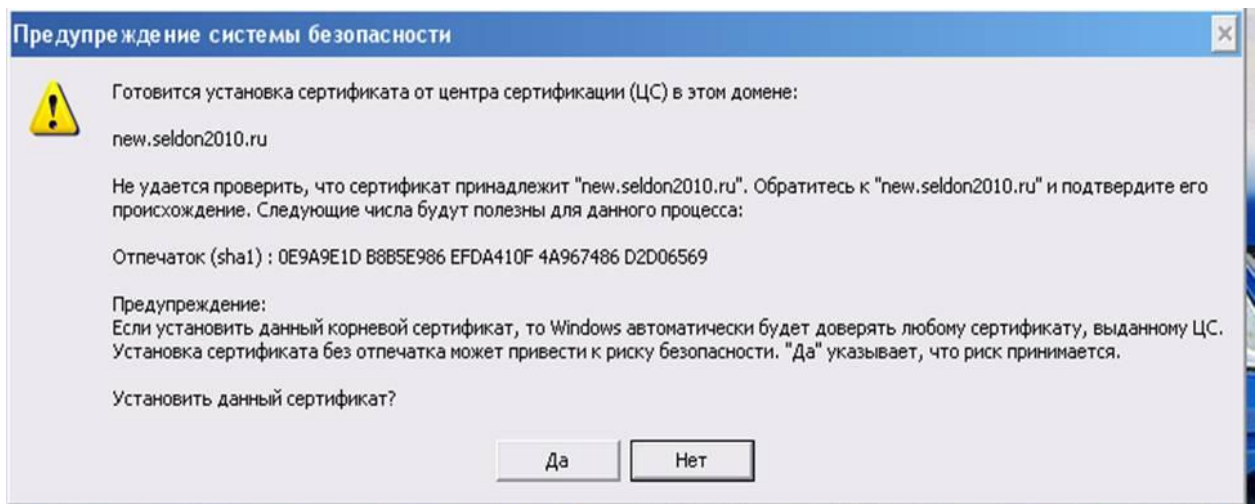 Предупреждение системы безопасности
Готовится установка сертификата от центра сертификации (ЦС) в этом домене:
new.seldon2010.ru
Не удается проверить, что сертификат принадлежит "new.seldon2010.ru". Обратитесь к "new.seldon2010.ru" и подтвердите его
происхождение. Следующие числа будут полезны для данного процесса:
Отпечаток (sha1) : 0E9A9E1D B8B5E986 EFDA410F 4A967486 D2D06569
Предупреждение:
Если установить данный корневой сертификат, то Windows автоматически будет доверять любому сертификату, выданному ЦС.
Установка сертификата без отпечатка может привести к риску безопасности. "Да" указывает, что риск принимается.
Установить данный сертификат?
Да
Нет